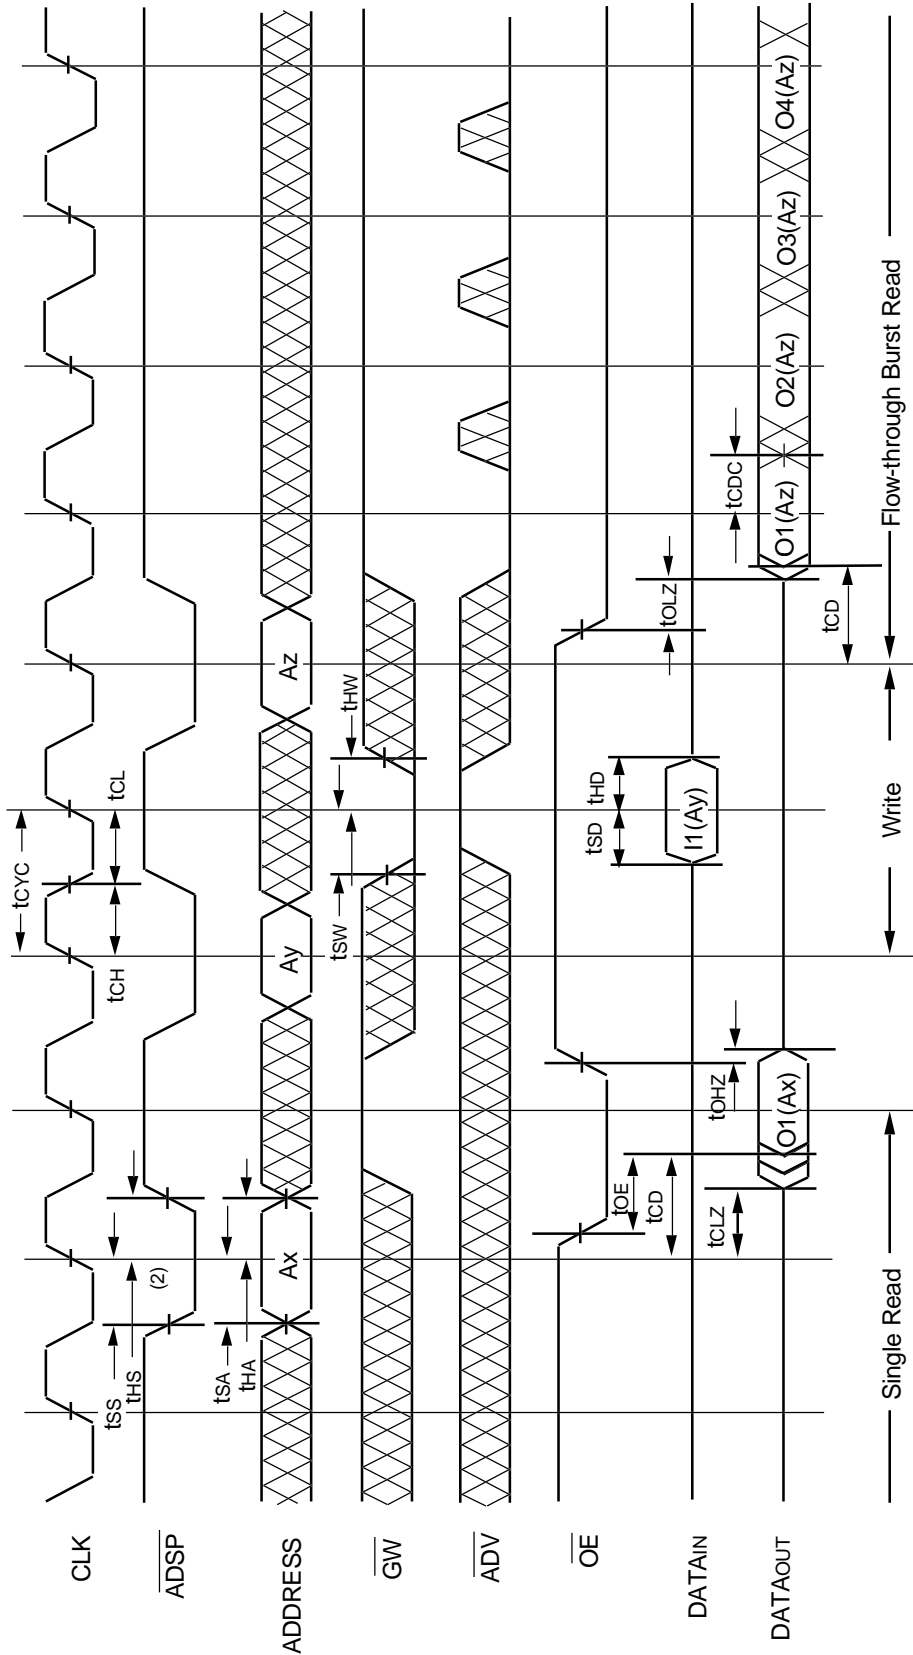 CLK
tCYC
tCH
tCL
ADSP
tSS
tHS
(2)
ADDRESS
tSA
tHA
Ax
Ay
Az
GW
tSW
tHW
ADV
OE
tOE
tOHZ
tOLZ
DATAIN
tSD
tHD
I1(Ay)
tCD
tCLZ
tCDC
tCD
DATAOUT
O1(Ax)
O1(Az)
O2(Az)
O3(Az)
O4(Az)
Single Read
Write
Flow-through Burst Read